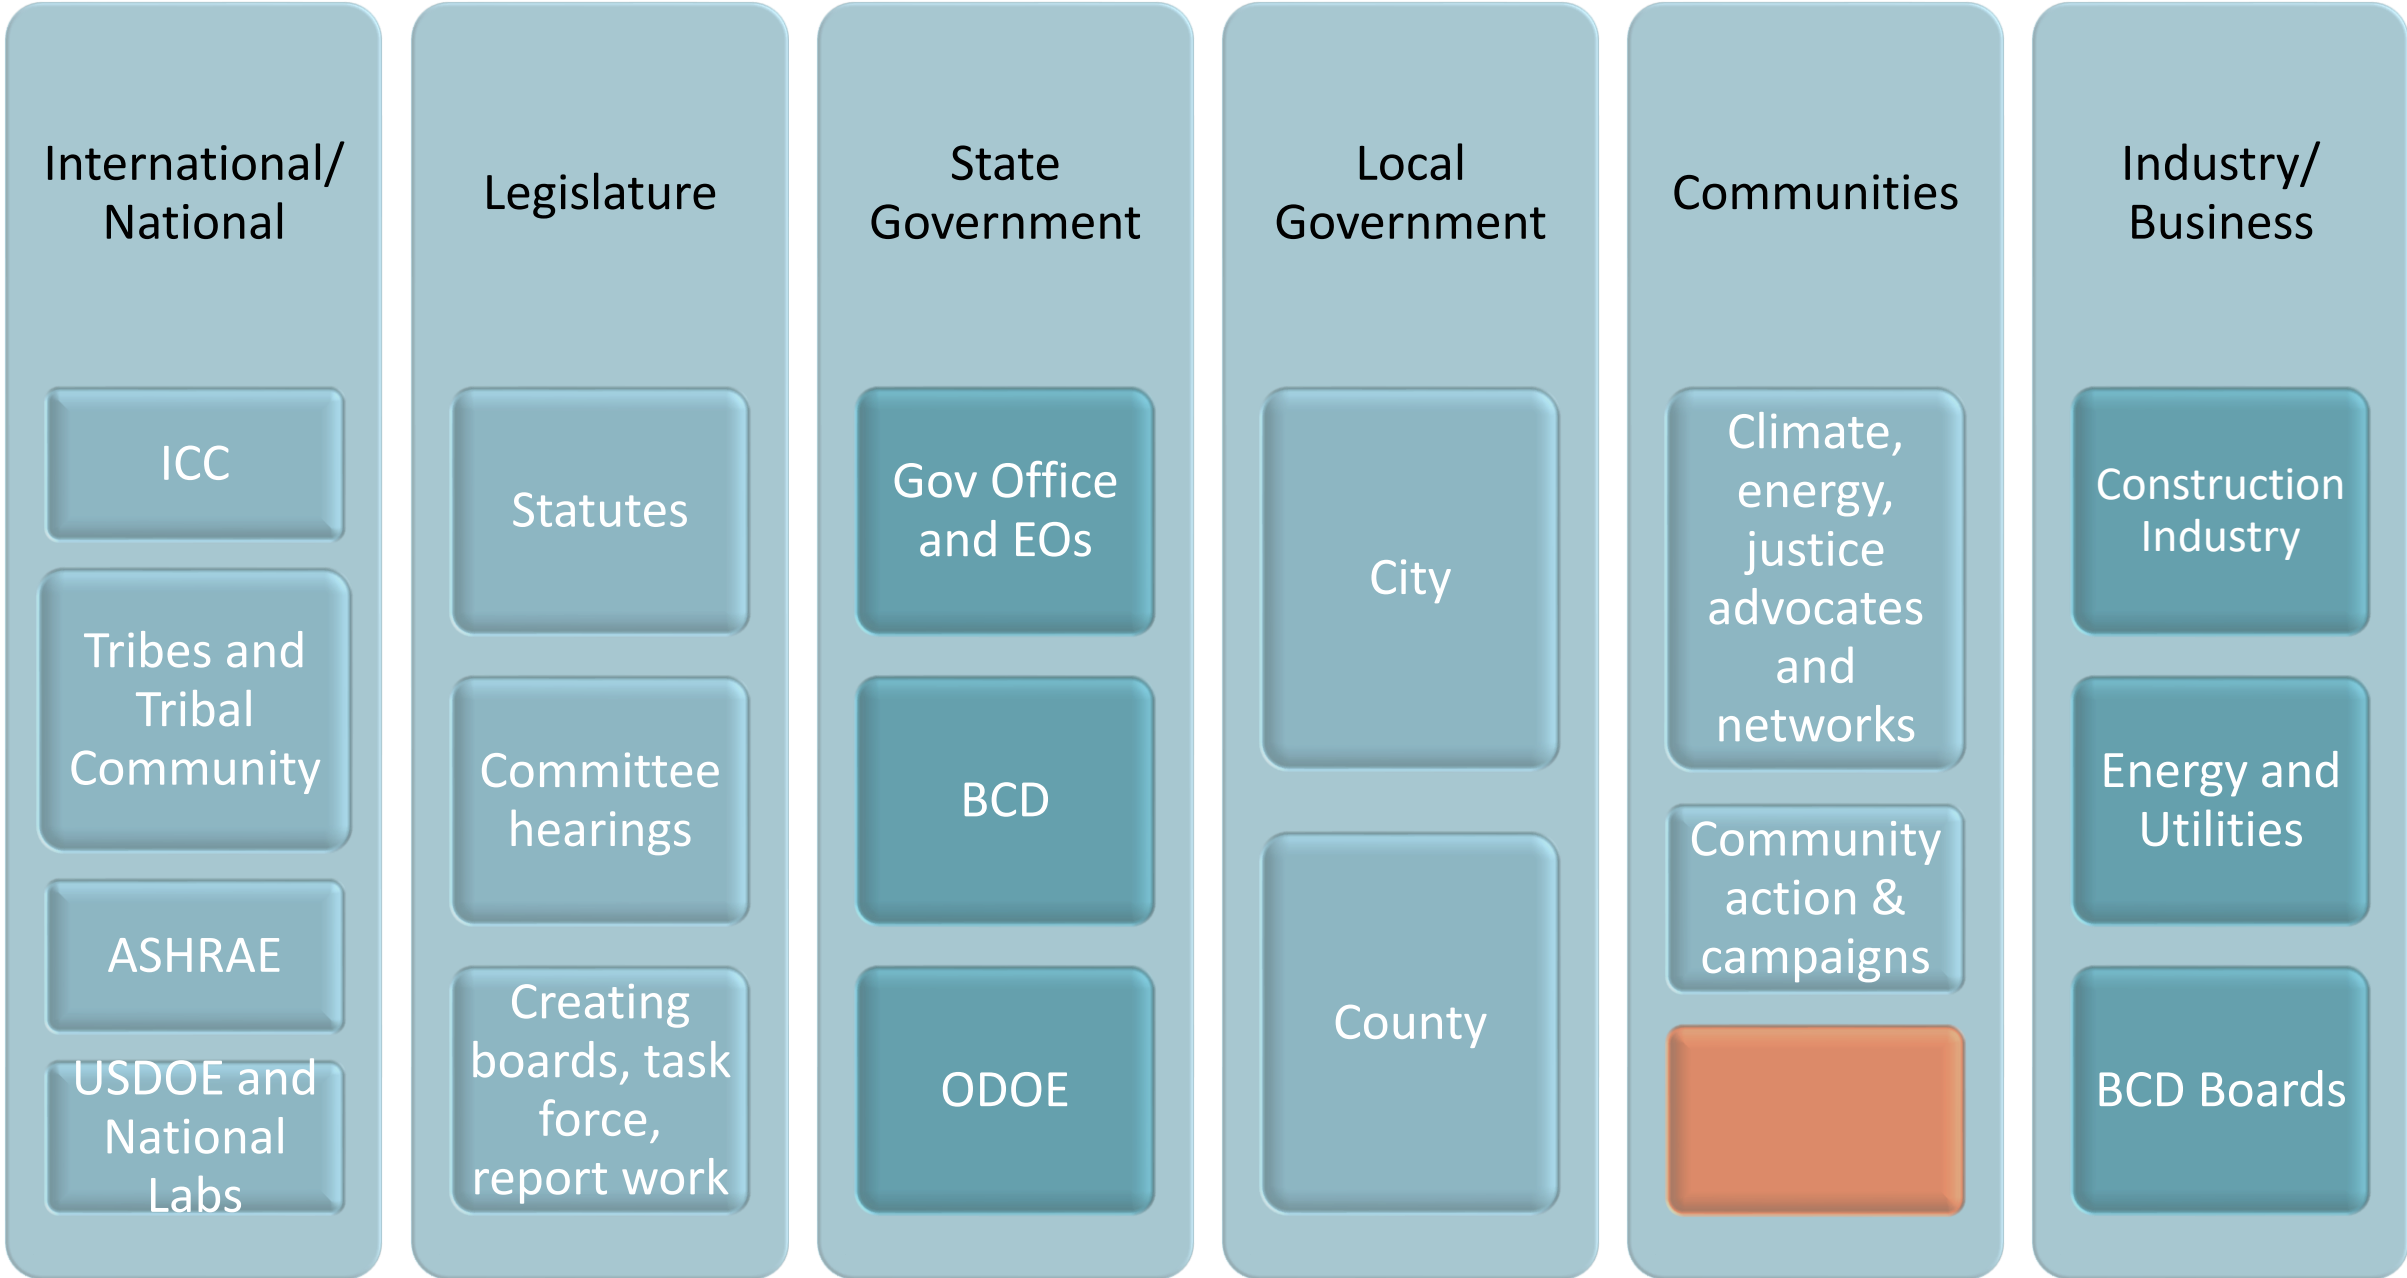 International/
National
ICC
Tribes and
Tribal
Community
ASHRAE
USDOE and
National
Labs
Legislature
Statutes
Committee
hearings
Creating
boards, task
force,
report work
State
Government
Gov Office
and EOs
BCD
ODOE
Local
Government
City
County
Communities
Climate,
energy,
justice
advocates
and
networks
Community
action &
campaigns
Industry/
Business
Construction
Industry
Energy and
Utilities
BCD Boards